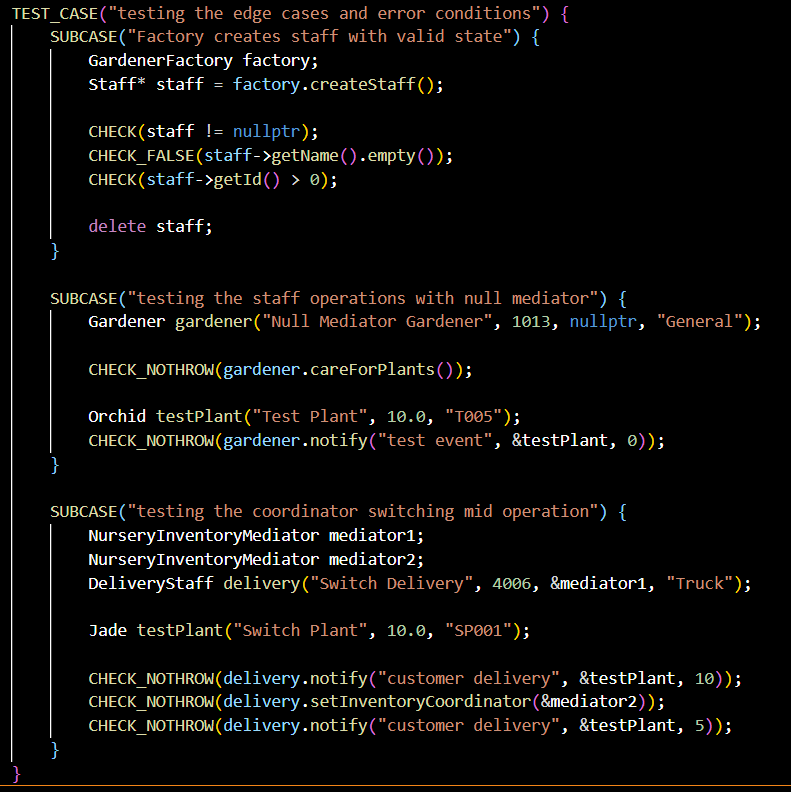 TEST_CASE("testing the edge cases and error conditions") {
    SUBCASE("Factory creates staff with valid state") {
        GardenerFactory factory;
        Staff* staff = factory.createStaff();

        CHECK(staff != nullptr);
        CHECK_FALSE(staff->getName().empty());
        CHECK(staff->getId() > 0);

        delete staff;
    }

    SUBCASE("testing the staff operations with null mediator") {
        Gardener gardener("Null Mediator Gardener", 1013, nullptr, "General");

        CHECK_NOTHROW(gardener.careForPlants());

        Orchid testPlant("Test Plant", 10.0, "T005");
        CHECK_NOTHROW(gardener.notify("test event", &testPlant, 0));
    }

    SUBCASE("testing the coordinator switching mid operation") {
        NurseryInventoryMediator mediator1;
        NurseryInventoryMediator mediator2;
        DeliveryStaff delivery("Switch Delivery", 4006, &mediator1, "Truck");

        Jade testPlant("Switch Plant", 10.0, "SP001");

        CHECK_NOTHROW(delivery.notify("customer delivery", &testPlant, 10));
        CHECK_NOTHROW(delivery.setInventoryCoordinator(&mediator2));
        CHECK_NOTHROW(delivery.notify("customer delivery", &testPlant, 5));
    }
}